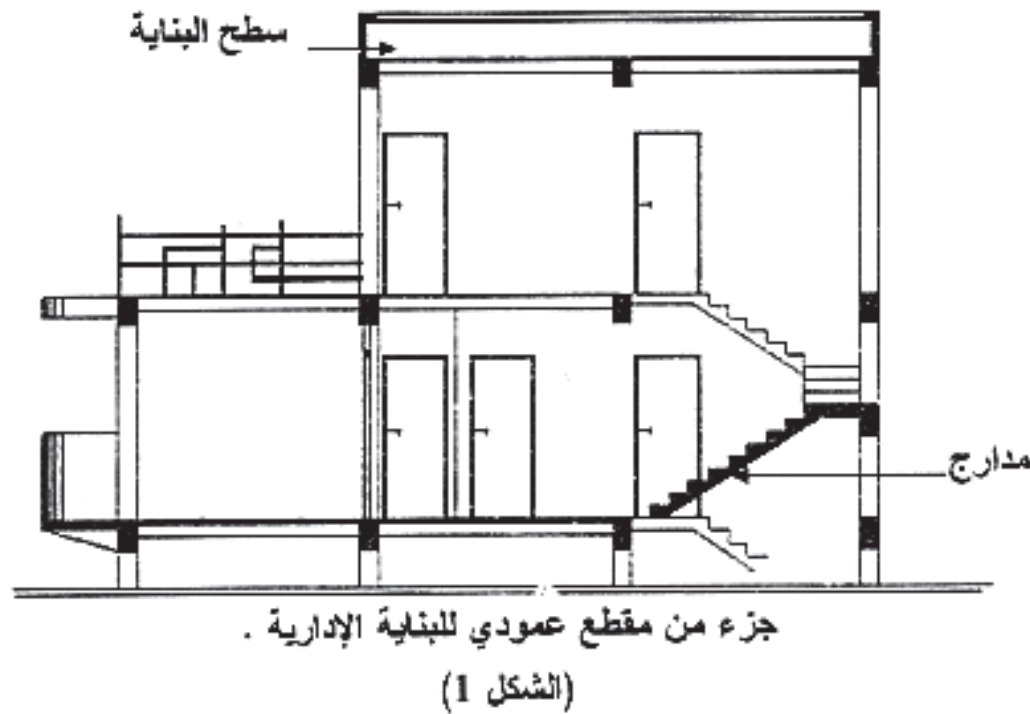 سطح البناية
مدارج
جزء من مقطع عمودي للبناية الإدارية .
(الشكل 1)